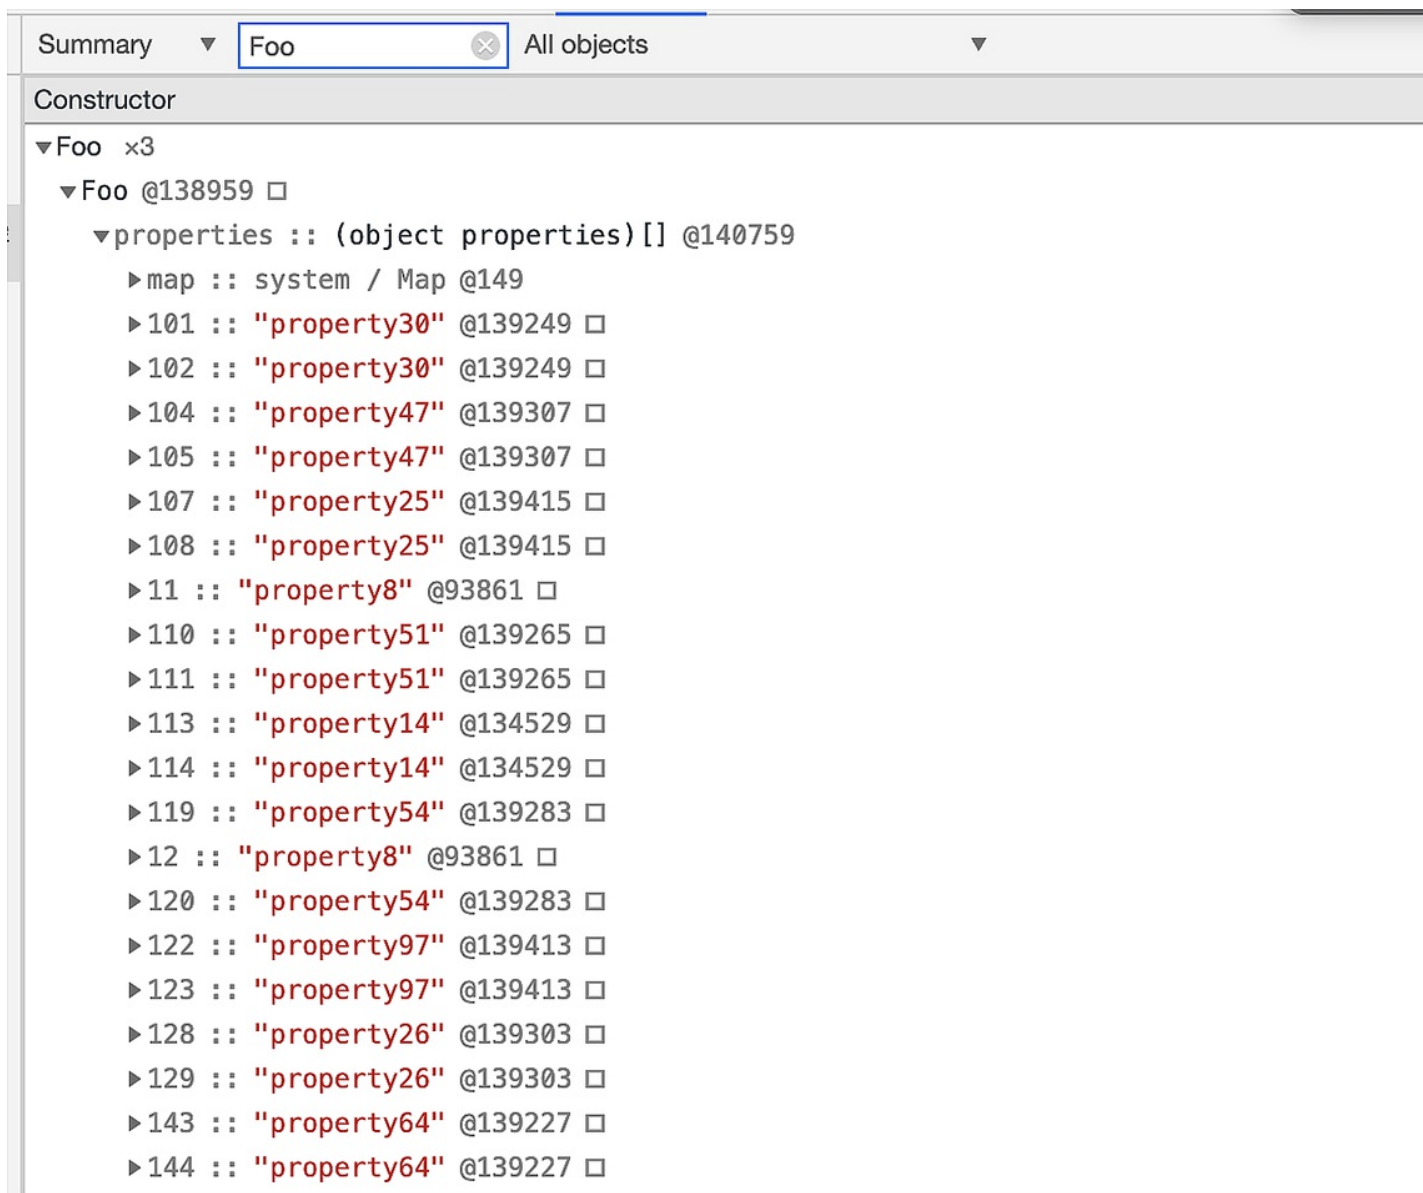 Summary ▼ Foo All objects ▼
Constructor
▼Foo ×3
▼Foo @138959 □
▼properties :: (object properties)[] @140759
▶map :: system / Map @149
▶101 :: "property30" @139249 □
▶102 :: "property30" @139249 □
▶104 :: "property47" @139307 □
▶105 :: "property47" @139307 □
▶107 :: "property25" @139415 □
▶108 :: "property25" @139415 □
▶11 :: "property8" @93861 □
▶110 :: "property51" @139265 □
▶111 :: "property51" @139265 □
▶113 :: "property14" @134529 □
▶114 :: "property14" @134529 □
▶119 :: "property54" @139283 □
▶12 :: "property8" @93861 □
▶120 :: "property54" @139283 □
▶122 :: "property97" @139413 □
▶123 :: "property97" @139413 □
▶128 :: "property26" @139303 □
▶129 :: "property26" @139303 □
▶143 :: "property64" @139227 □
▶144 :: "property64" @139227 □